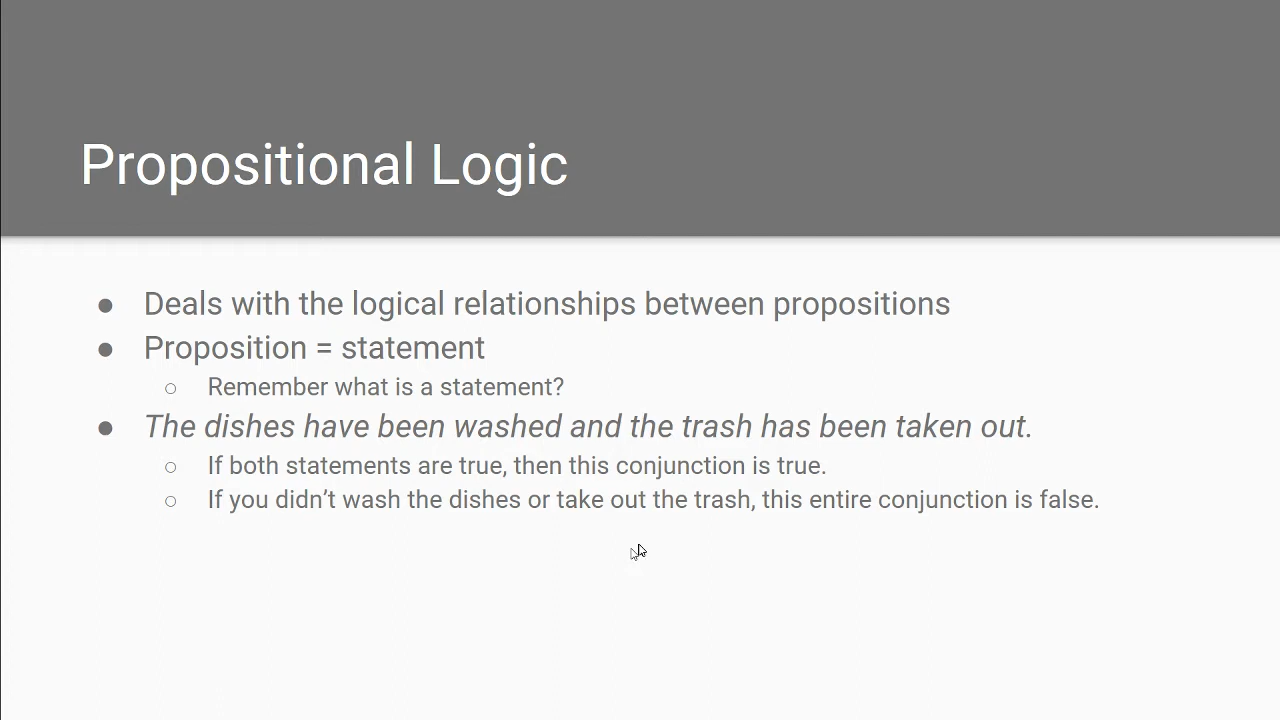 Propositional Logic
● Deals with the logical relationships between propositions
● Proposition = statement
○ Remember what is a statement?
● The dishes have been washed and the trash has been taken out.
○ If both statements are true, then this conjunction is true.
○ If you didn’t wash the dishes or take out the trash, this entire conjunction is false.